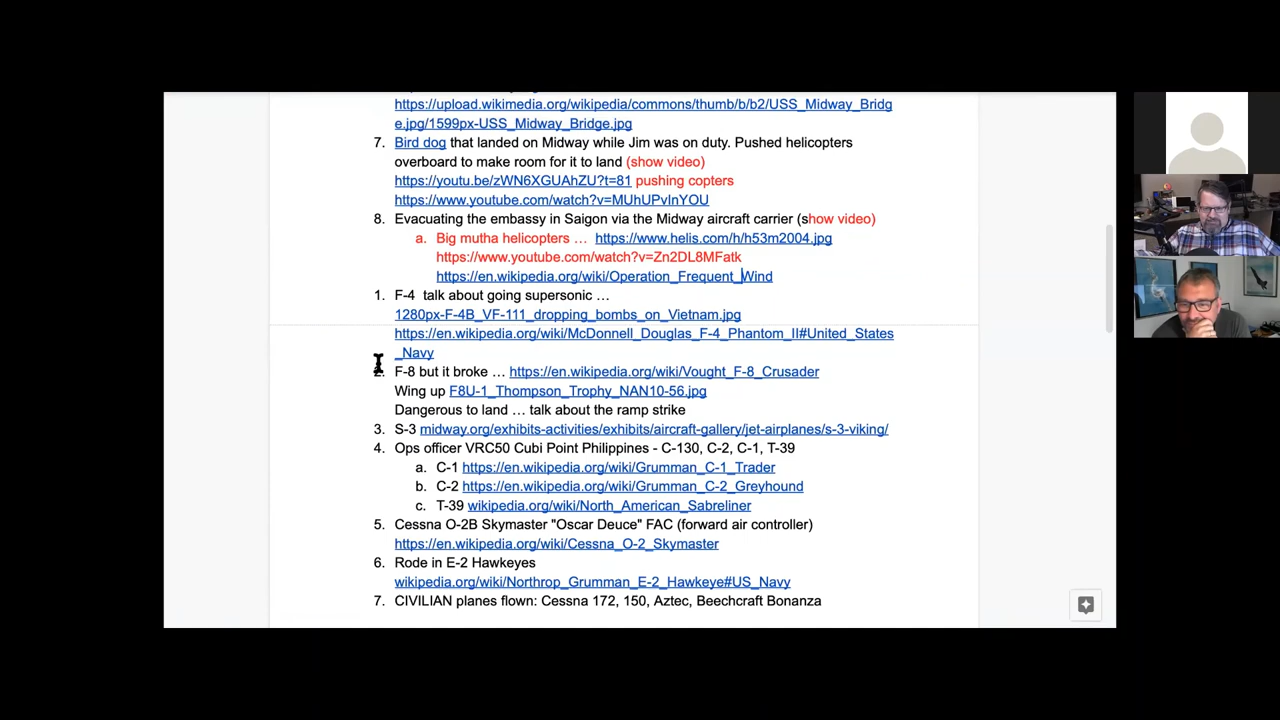 https://upload.wikimedia.org/wikipedia/commons/thumb/b/b2/USS_Midway_Bridg
e.jpg/1599px-USS_Midway_Bridge.jpg
7. Bird dog that landed on Midway while Jim was on duty. Pushed helicopters
overboard to make room for it to land (show video)
https://youtu.be/zWN6XGUAhZU?t=81 pushing copters
https://www.youtube.com/watch?v=MUhUPvInYOU
8. Evacuating the embassy in Saigon via the Midway aircraft carrier (show video)
a. Big mutha helicopters … https://www.helis.com/h/h53m2004.jpg
https://www.youtube.com/watch?v=Zn2DL8MFatk
https://en.wikipedia.org/wiki/Operation_Frequent_Wind
1. F-4 talk about going supersonic …
1280px-F-4B_VF-111_dropping_bombs_on_Vietnam.jpg
https://en.wikipedia.org/wiki/McDonnell_Douglas_F-4_Phantom_II#United_States
_Navy
2. F-8 but it broke … https://en.wikipedia.org/wiki/Vought_F-8_Crusader
Wing up F8U-1_Thompson_Trophy_NAN10-56.jpg
Dangerous to land … talk about the ramp strike
3. S-3 midway.org/exhibits-activities/exhibits/aircraft-gallery/jet-airplanes/s-3-viking/
4. Ops officer VRC50 Cubi Point Philippines - C-130, C-2, C-1, T-39
a. C-1 https://en.wikipedia.org/wiki/Grumman_C-1_Trader
b. C-2 https://en.wikipedia.org/wiki/Grumman_C-2_Greyhound
c. T-39 wikipedia.org/wiki/North_American_Sabreliner
5. Cessna O-2B Skymaster "Oscar Deuce" FAC (forward air controller)
https://en.wikipedia.org/wiki/Cessna_O-2_Skymaster
6. Rode in E-2 Hawkeyes
wikipedia.org/wiki/Northrop_Grumman_E-2_Hawkeye#US_Navy
7. CIVILIAN planes flown: Cessna 172, 150, Aztec, Beechcraft Bonanza